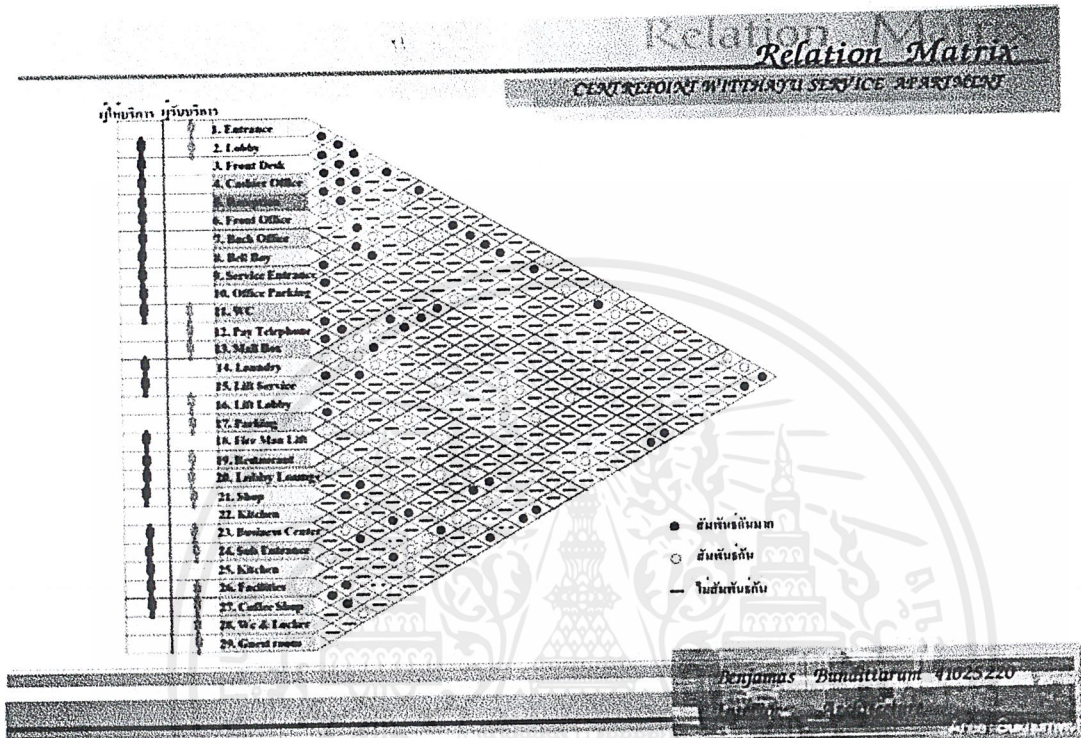 Relation Matrix
Relation Matrix
CENTREPOINT WITTHAYU SERVICE APARTMENT
ผู้ให้บริการ ผู้รับบริการ
1. Entrance
2. Lobby
3. Front Desk
4. Cashier Office
5. Reception
6. Front Office
7. Back Office
8. Bell Boy
9. Service Entrance
10. Office Parking
11. WC
12. Pay Telephone
13. Mail Box
14. Laundry
15. Lift Service
16. Lift Lobby
17. Parking
18. Fire Man Lift
19. Restaurant
20. Lobby Lounge
21. Shop
22. Kitchen
23. Business Center
24. Sub Entrance
25. Kitchen
26. Facilities
27. Coffee Shop
28. Wc & Locker
29. Guest room
สัมพันธ์กันมาก
สัมพันธ์กัน
ไม่สัมพันธ์กัน
Benjamas Bunditiarum 41025220